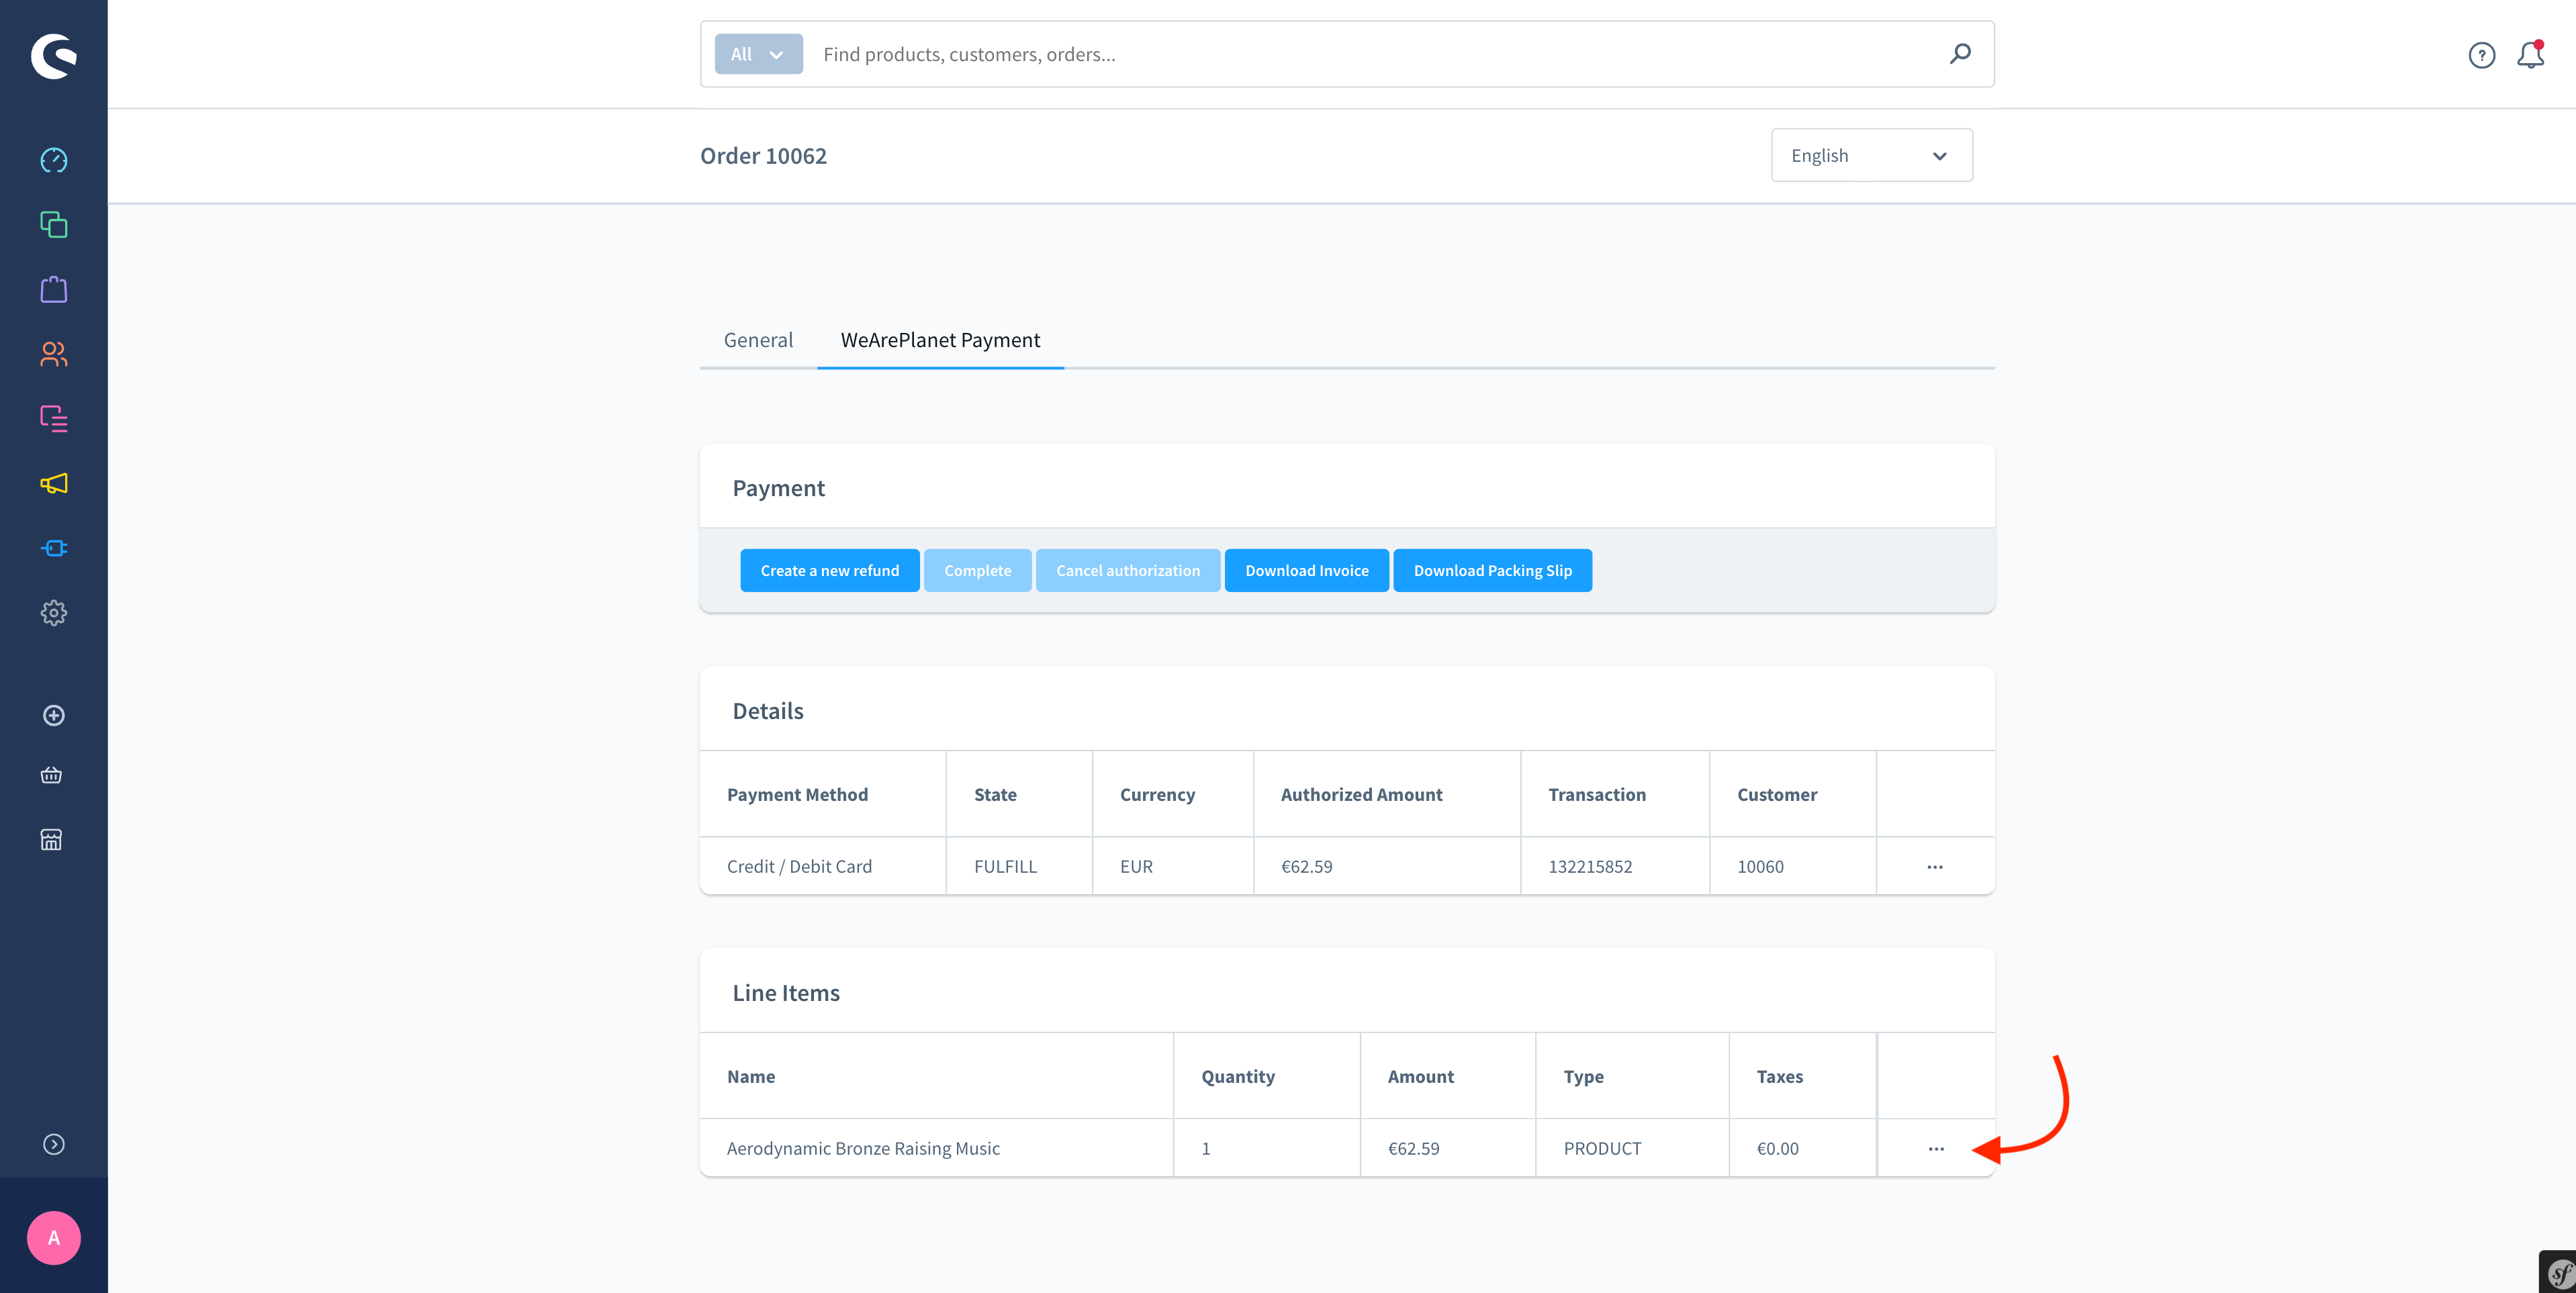 All Find products, customers, orders...
Order 10062 English
General WeArePlanet Payment
Payment
Create a new refund Complete Cancel authorization Download Invoice Download Packing Slip
Details
Payment Method State Currency Authorized Amount Transaction Customer
Credit / Debit Card FULFILL EUR €62.59 132215852 10060 ...
Line Items
Name Quantity Amount Type Taxes
Aerodynamic Bronze Raising Music 1 €62.59 PRODUCT €0.00 ...
A
sf